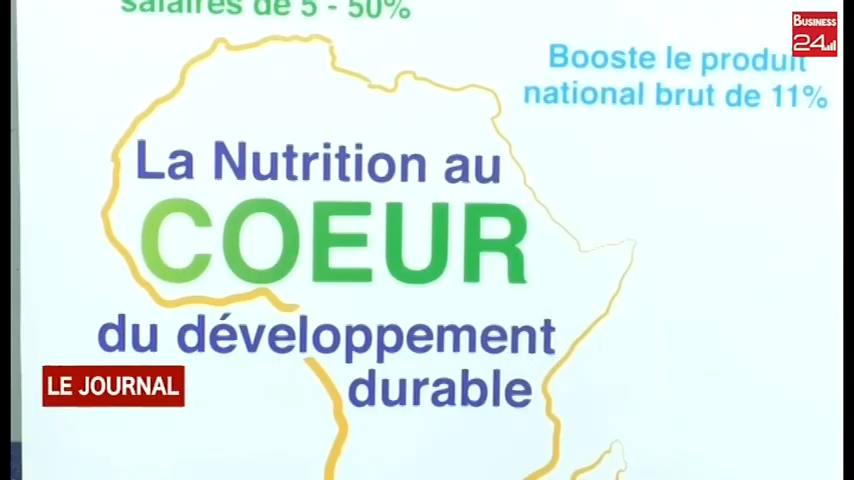 salaires de 5 - 50%
BUSINESS
24
Booste le produit
national brut de 11%
La Nutrition au
COEUR
du développement
durable
LE JOURNAL